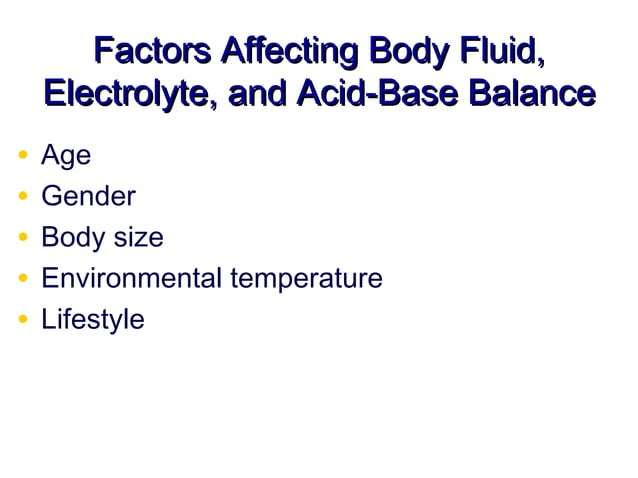 Factors Affecting Body Fluid,
Electrolyte, and Acid-Base Balance
• Age
• Gender
• Body size
• Environmental temperature
• Lifestyle